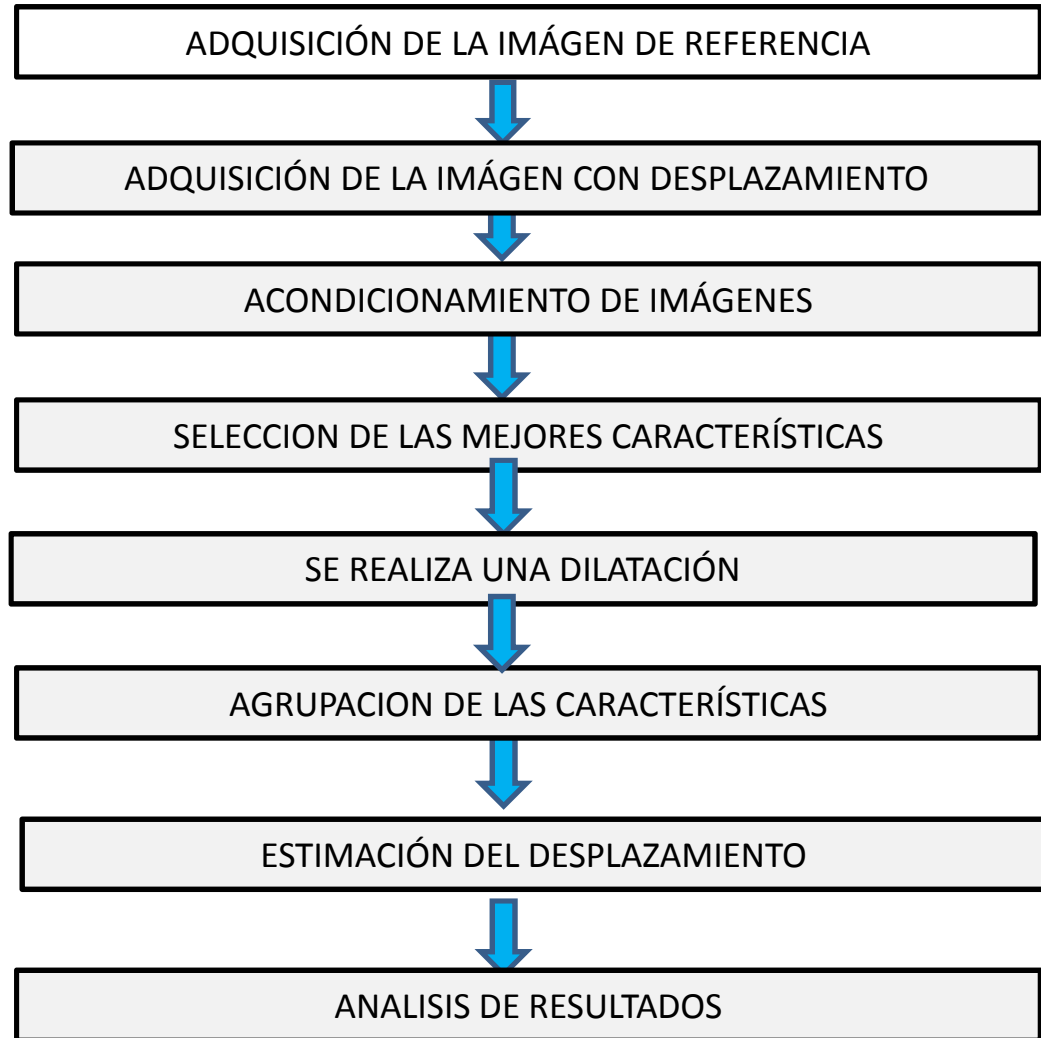 ADQUISICIÓN DE LA IMÁGEN DE REFERENCIA
ADQUISICIÓN DE LA IMÁGEN CON DESPLAZAMIENTO
ACONDICIONAMIENTO DE IMÁGENES
SELECCION DE LAS MEJORES CARACTERÍSTICAS
SE REALIZA UNA DILATACIÓN
AGRUPACION DE LAS CARACTERÍSTICAS
ESTIMACIÓN DEL DESPLAZAMIENTO
ANALISIS DE RESULTADOS